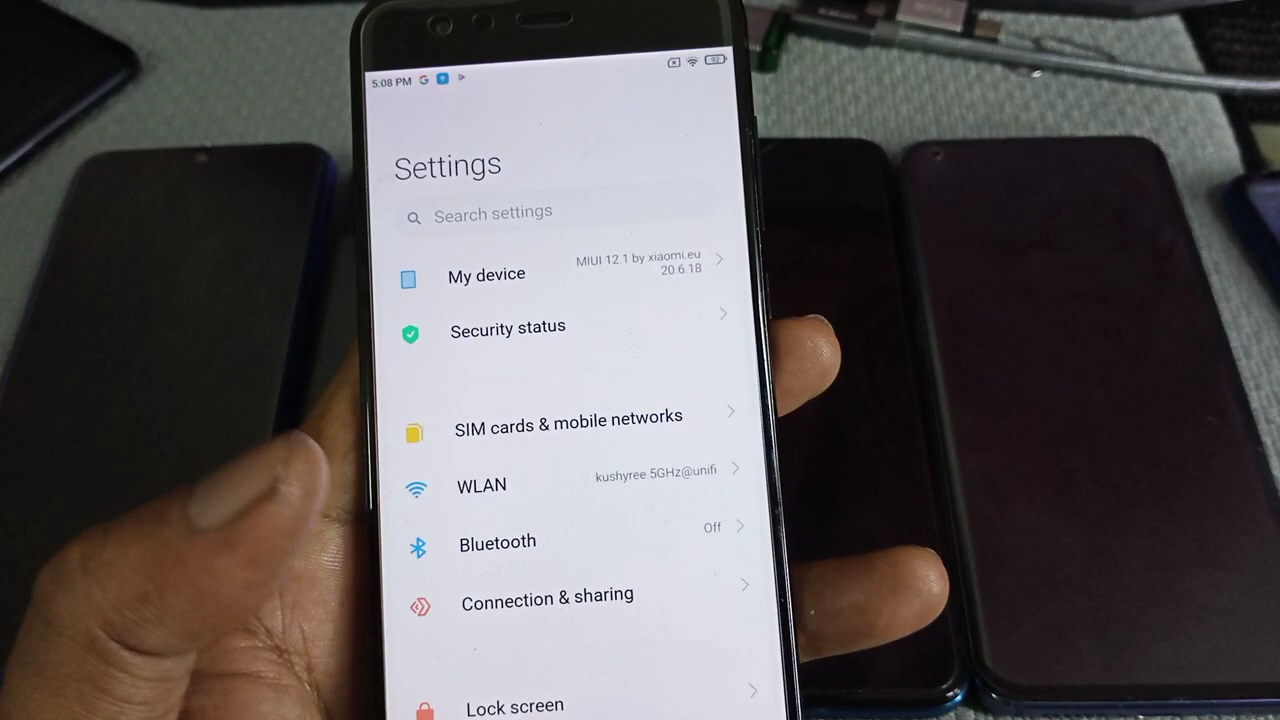 5:08 PM
92
Settings
Search settings
My device
MIUI 12.1 by xiaomi.eu
20.6.18
Security status
SIM cards & mobile networks
WLAN
kushyree 5GHz@unifi
Bluetooth
Off
Connection & sharing
Lock screen